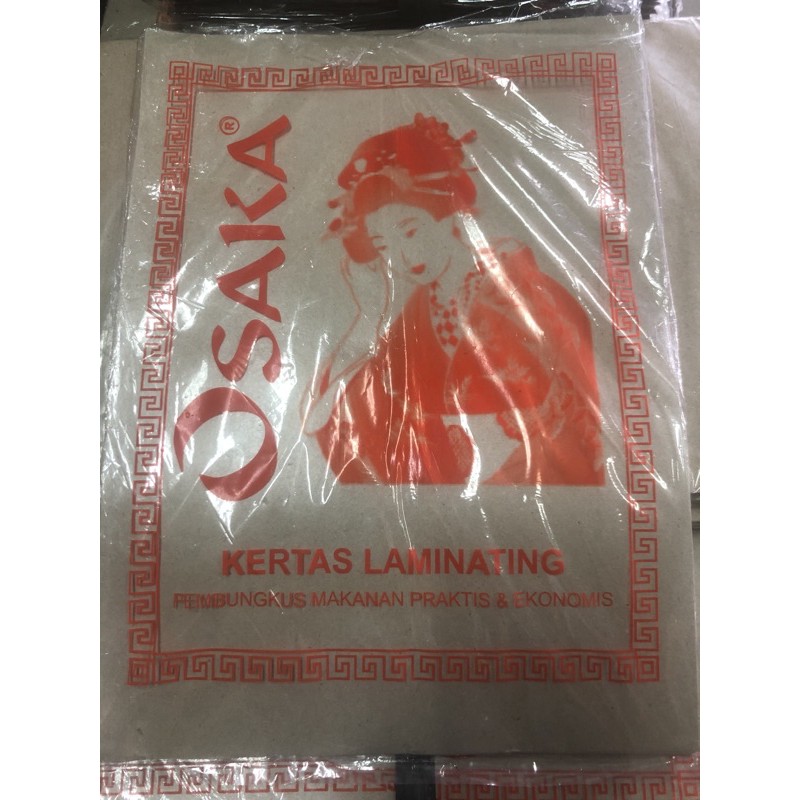 OSAKA®
KERTAS LAMINATING
PEMBUNGKUS MAKANAN PRAKTIS & EKONOMIS